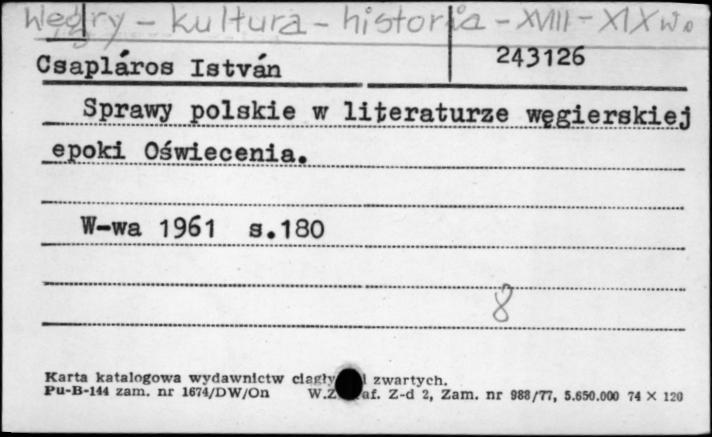 Węgry - kultura - historia - XVIII - XIX w.
Csapláros István 243126
Sprawy polskie w literaturze węgierskiej
epoki Oświecenia.
W-wa 1961 s.180
8
Karta katalogowa wydawnictw zwartych.
Pu-B-144 zam. nr 1674/DW/On W.Z af. Z-d 2, Zam. nr 988/77, 5.650.000 74 X 120